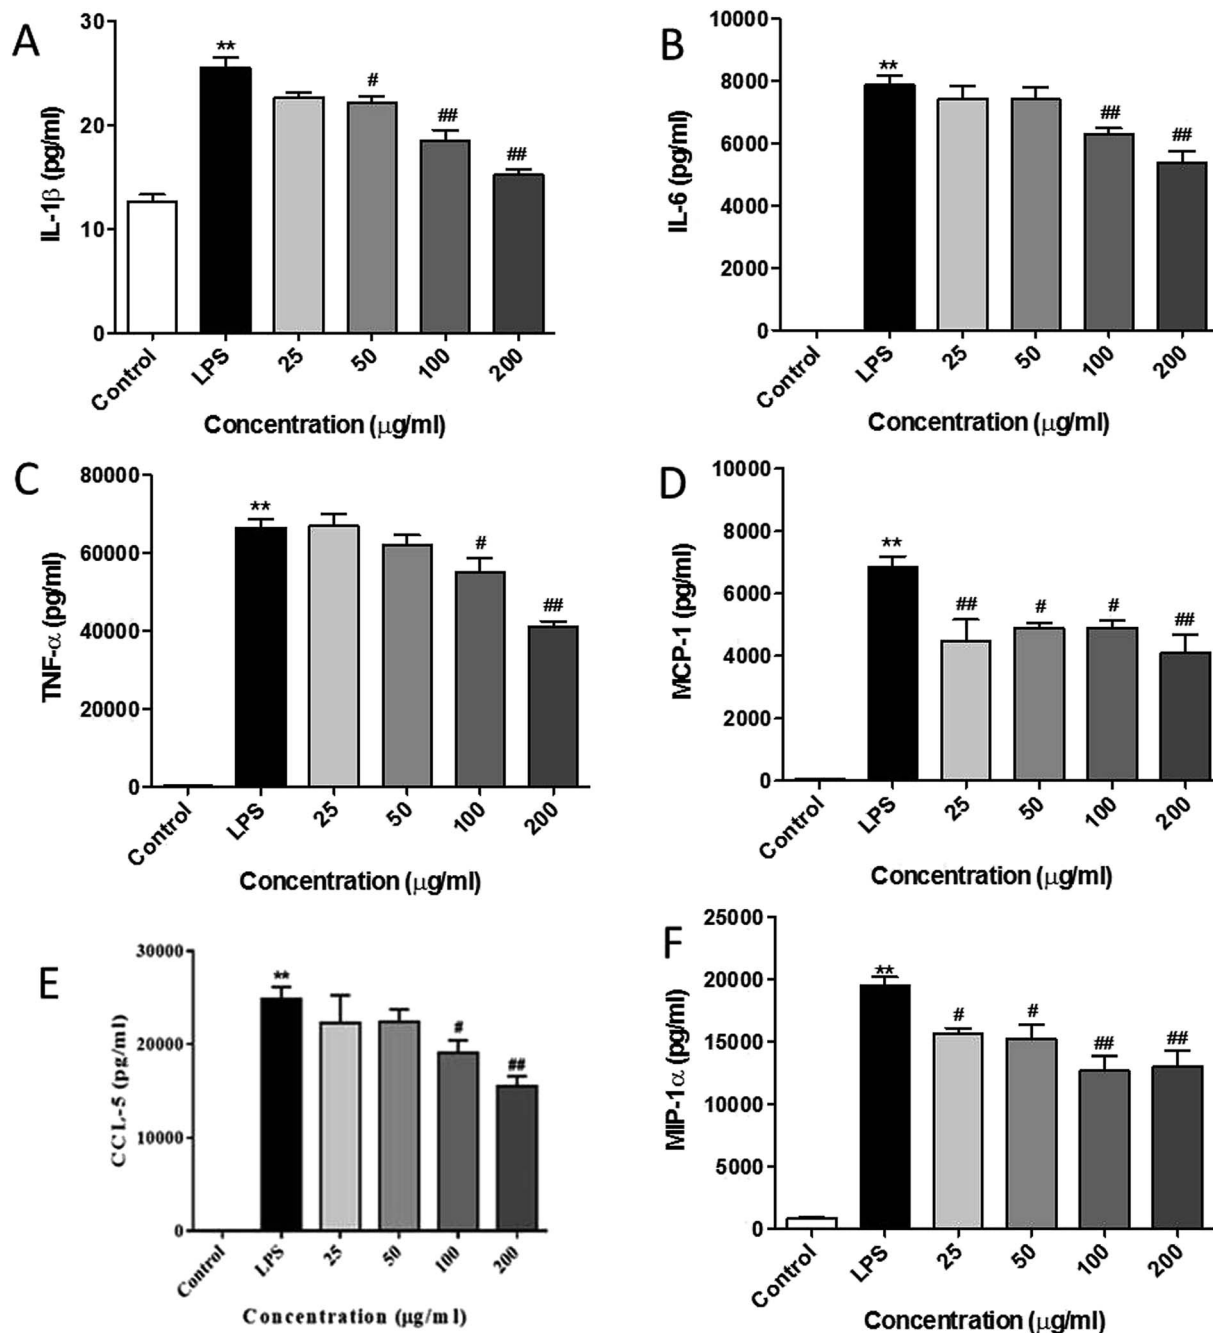 A
IL-1β (pg/ml)
30
20
10
0
**
#
##
##
Control
LPS
25
50
100
200
Concentration (μg/ml)
B
IL-6 (pg/ml)
10000
8000
6000
4000
2000
0
**
##
##
Control
LPS
25
50
100
200
Concentration (μg/ml)
C
TNF-α (pg/ml)
80000
60000
40000
20000
0
**
#
##
Control
LPS
25
50
100
200
Concentration (μg/ml)
D
MCP-1 (pg/ml)
10000
8000
6000
4000
2000
0
**
##
#
#
##
Control
LPS
25
50
100
200
Concentration (μg/ml)
E
CCL-5 (pg/ml)
30000
20000
10000
0
**
#
##
Control
LPS
25
50
100
200
Concentration (μg/ml)
F
MIP-1α (pg/ml)
25000
20000
15000
10000
5000
0
**
#
#
##
##
Control
LPS
25
50
100
200
Concentration (μg/ml)